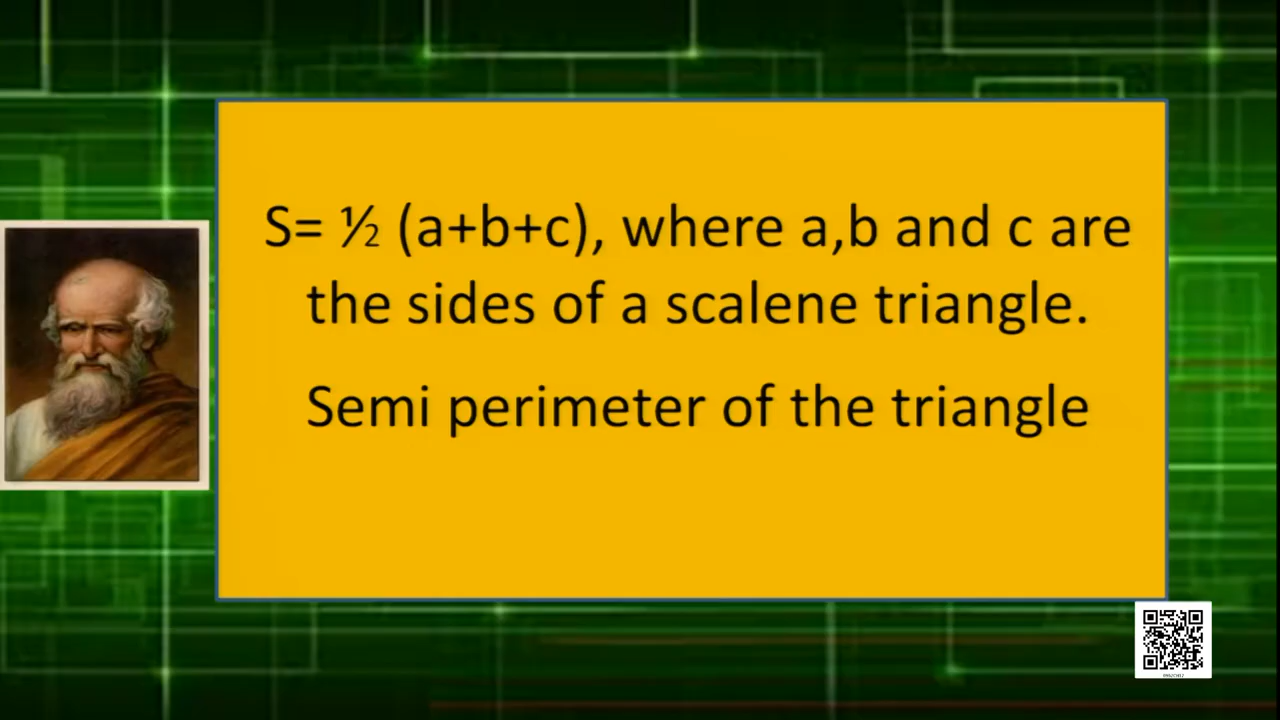 S= ½ (a+b+c), where a,b and c are
the sides of a scalene triangle.
Semi perimeter of the triangle